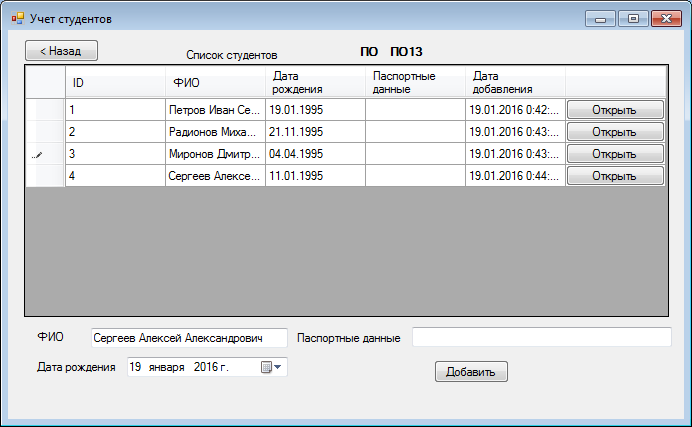 Учет студентов
< Назад
Список студентов ПО ПО13
ID ФИО Дата рождения Паспортные данные Дата добавления
1 Петров Иван Се... 19.01.1995 19.01.2016 0:42:... Открыть
2 Радионов Миха... 21.11.1995 19.01.2016 0:43:... Открыть
3 Миронов Дмитр... 04.04.1995 19.01.2016 0:43:... Открыть
4 Сергеев Алексе... 11.01.1995 19.01.2016 0:44:... Открыть
ФИО Сергеев Алексей Александрович Паспортные данные
Дата рождения 19 января 2016 г.
Добавить